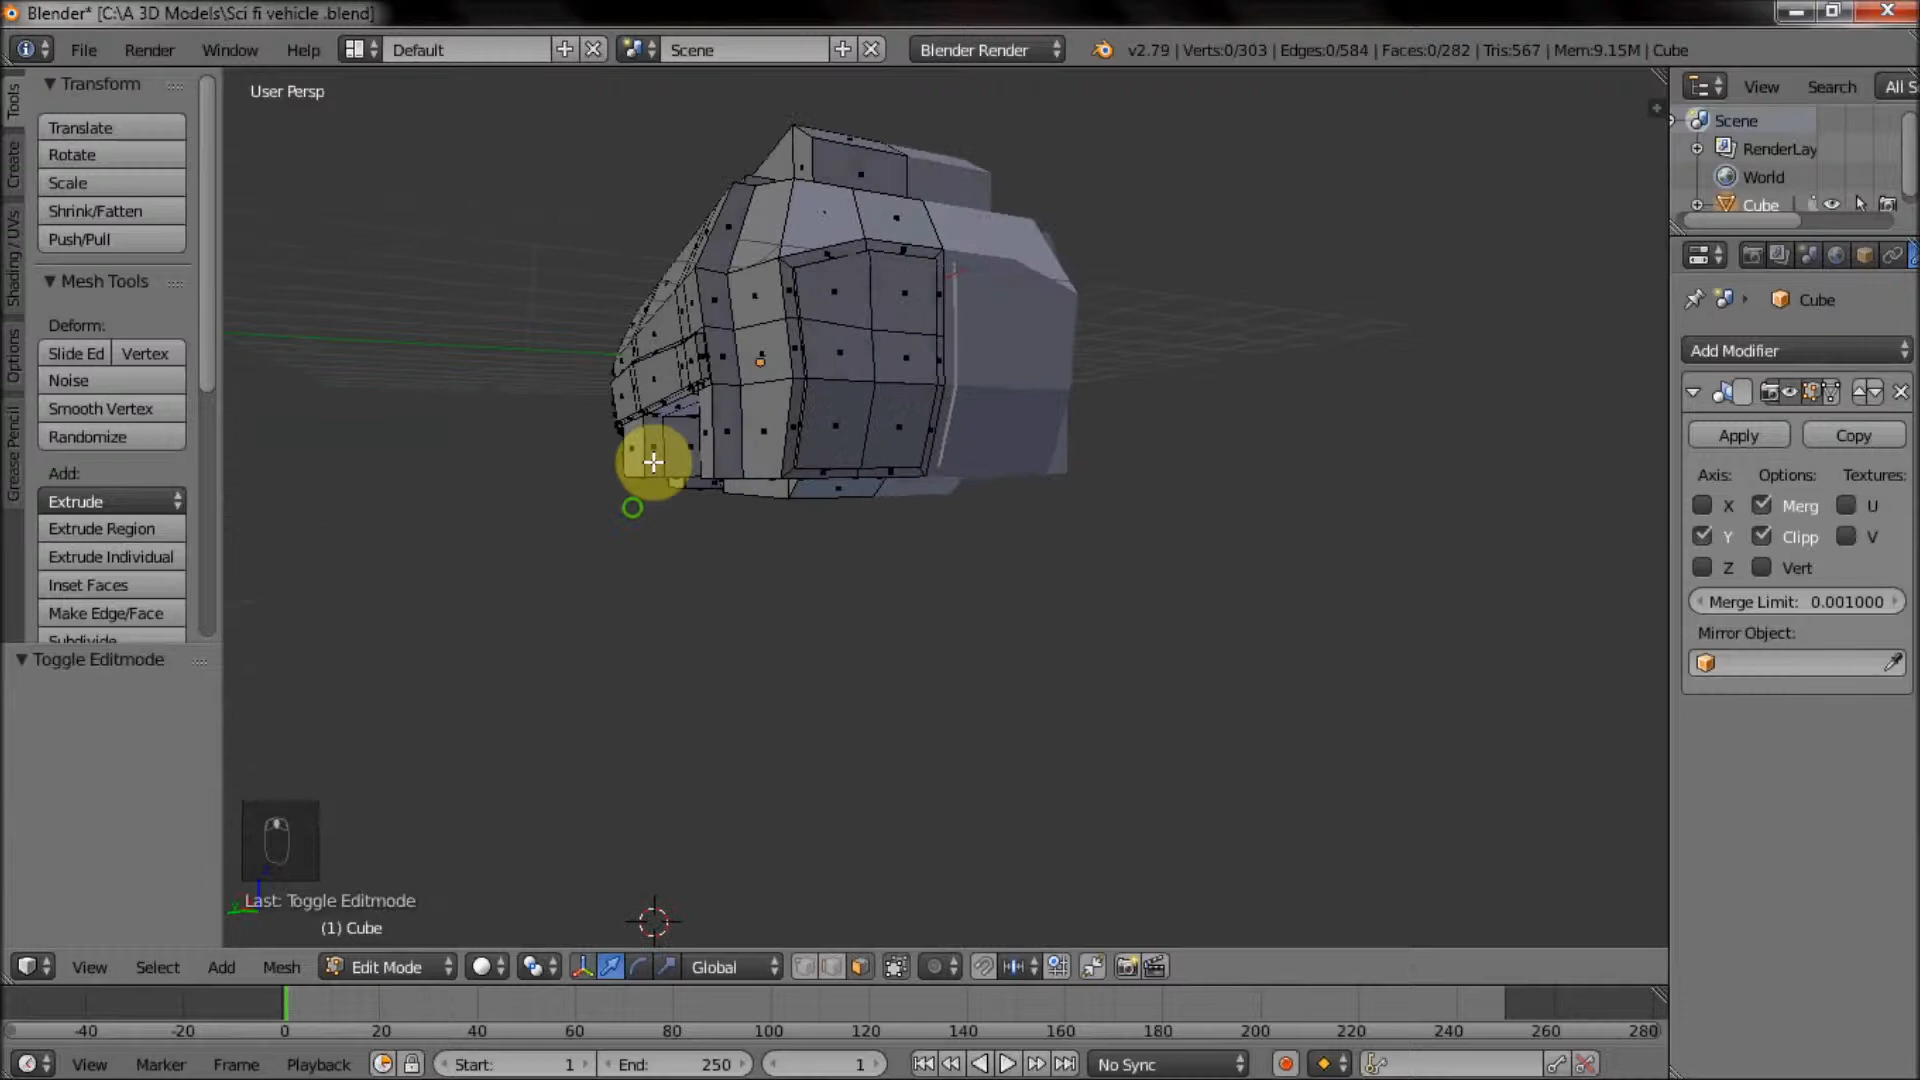 Blender* [C:\A 3D Models\Sci fi vehicle .blend]
File Render Window Help Default Scene Blender Render v2.79 | Verts:0/303 | Edges:0/584 | Faces:0/282 | Tris:567 | Mem:9.15M | Cube
Tools
Create
Shading / UVs
Options
Grease Pencil
Transform
Translate
Rotate
Scale
Shrink/Fatten
Push/Pull
Mesh Tools
Deform:
Slide Ed Vertex
Noise
Smooth Vertex
Randomize
Add:
Extrude
Extrude Region
Extrude Individual
Inset Faces
Make Edge/Face
Subdivide
Toggle Editmode
User Persp
Last: Toggle Editmode
(1) Cube
View Search All S
Scene
RenderLay
World
Cube
Cube
Add Modifier
Apply Copy
Axis: Options: Textures:
X Merg U
Y Clipp V
Z Vert
Merge Limit: 0.001000
Mirror Object:
View Select Add Mesh Edit Mode Global
-40 -20 0 20 40 60 80 100 120 140 160 180 200 220 240 260 280
View Marker Frame Playback Start: 1 End: 250 1 No Sync